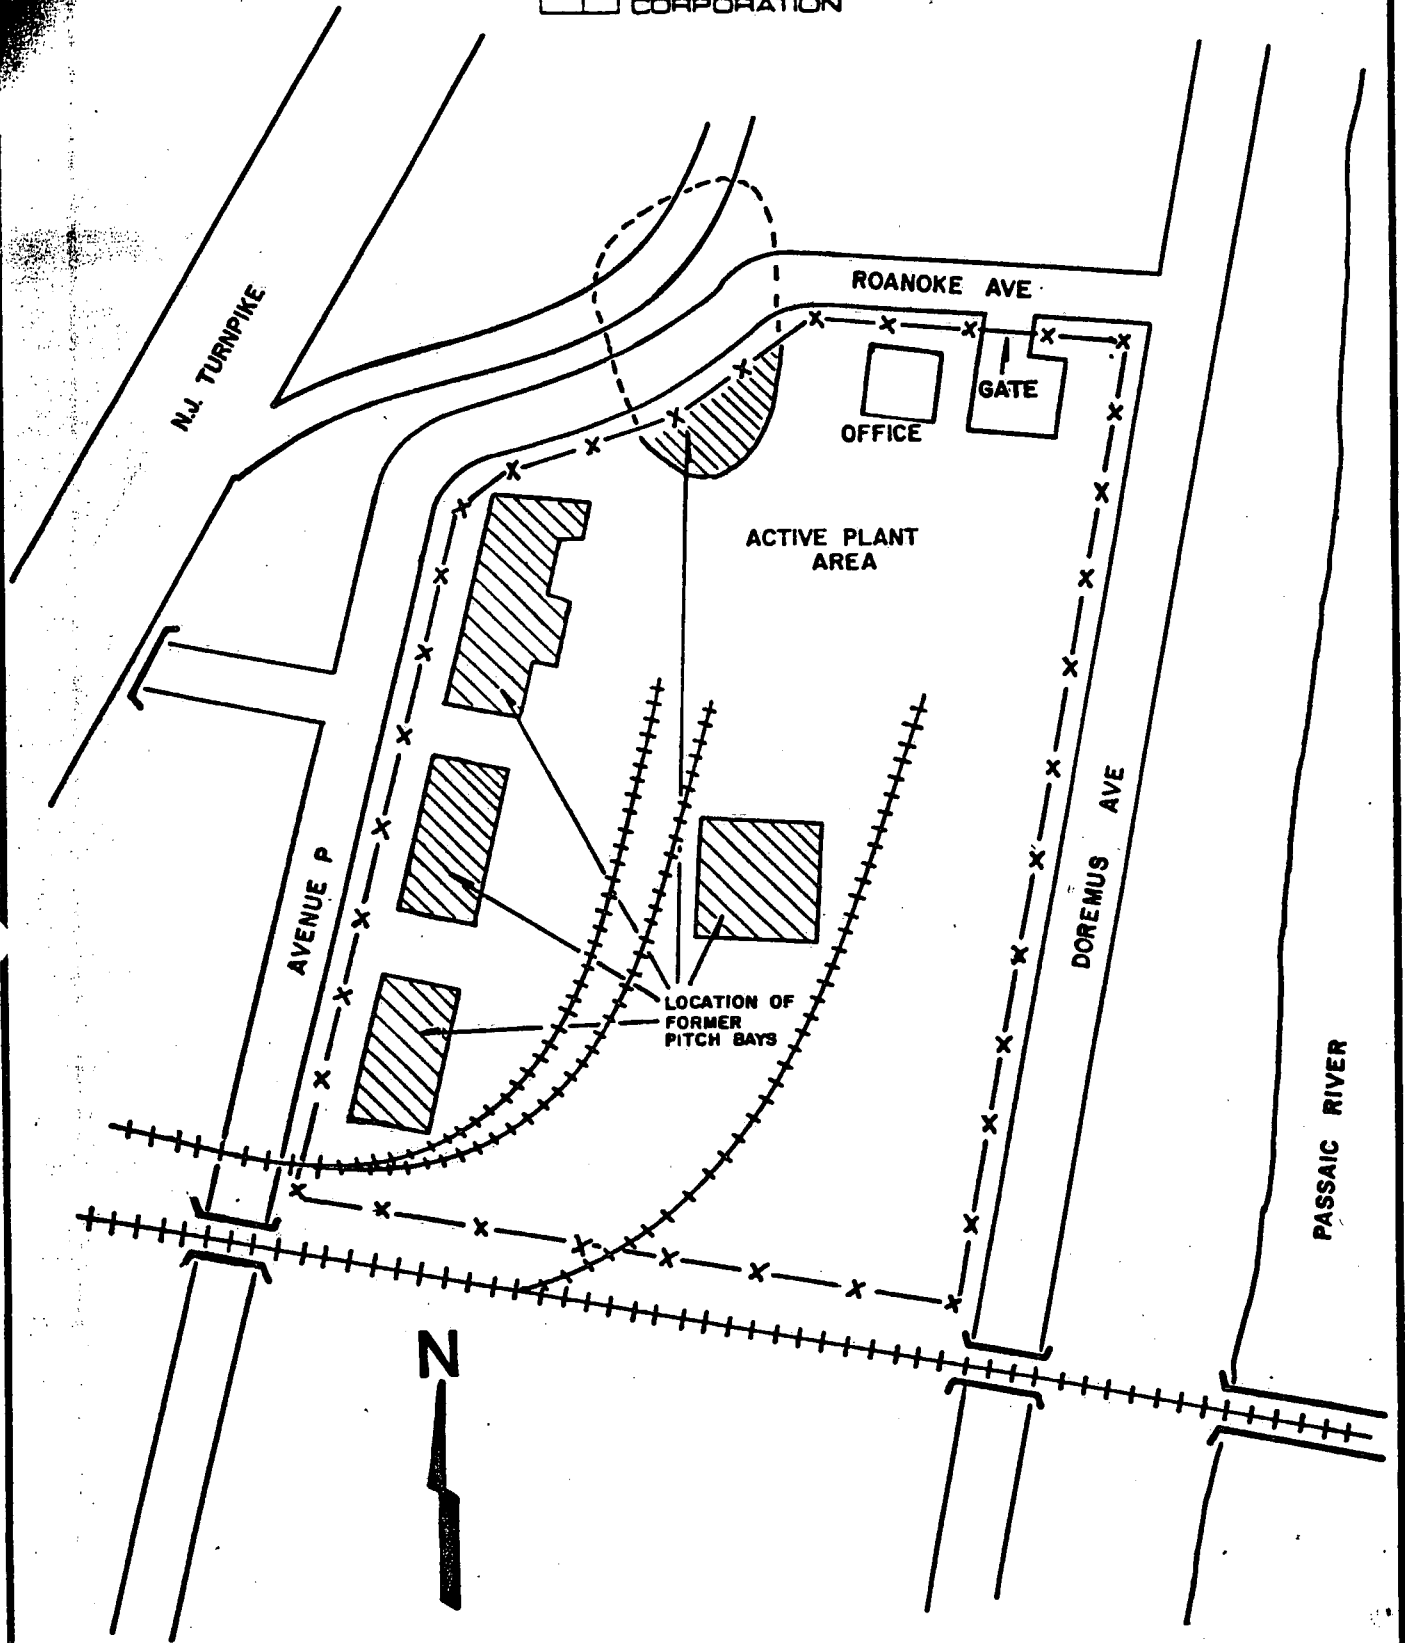 CORPORATION
ROANOKE AVE
N.J. TURNPIKE
GATE
OFFICE
ACTIVE PLANT
AREA
DOREMUS AVE
AVENUE P
LOCATION OF
FORMER
PITCH BAYS
PASSAIC RIVER
N